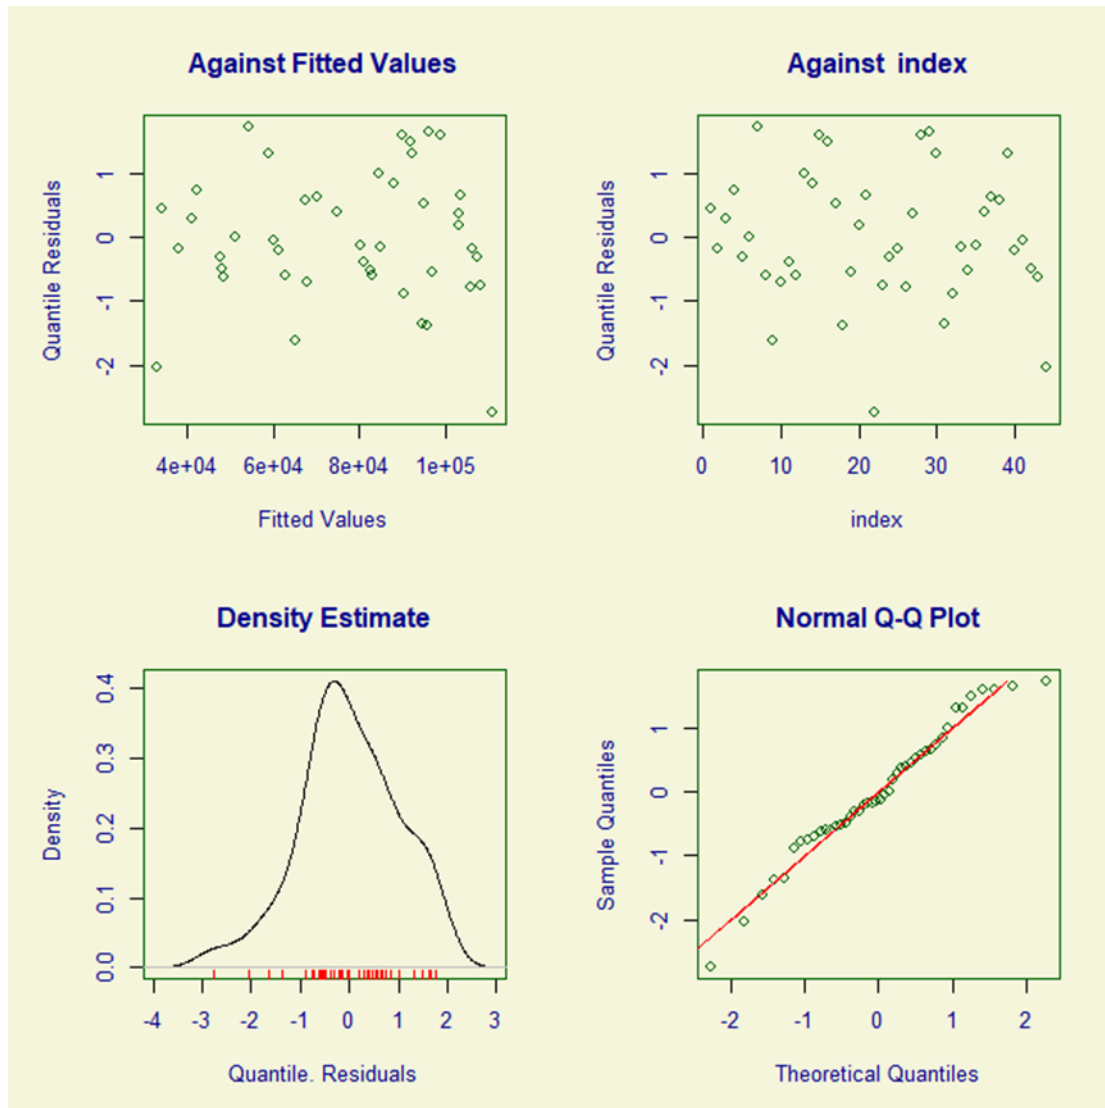 Against Fitted Values
Quantile Residuals
1
0
-1
-2
4e+04 6e+04 8e+04 1e+05
Fitted Values
Against index
Quantile Residuals
1
0
-1
-2
0 10 20 30 40
index
Density Estimate
Density
0.4
0.3
0.2
0.1
0.0
-4 -3 -2 -1 0 1 2 3
Quantile. Residuals
Normal Q-Q Plot
Sample Quantiles
1
0
-1
-2
-2 -1 0 1 2
Theoretical Quantiles